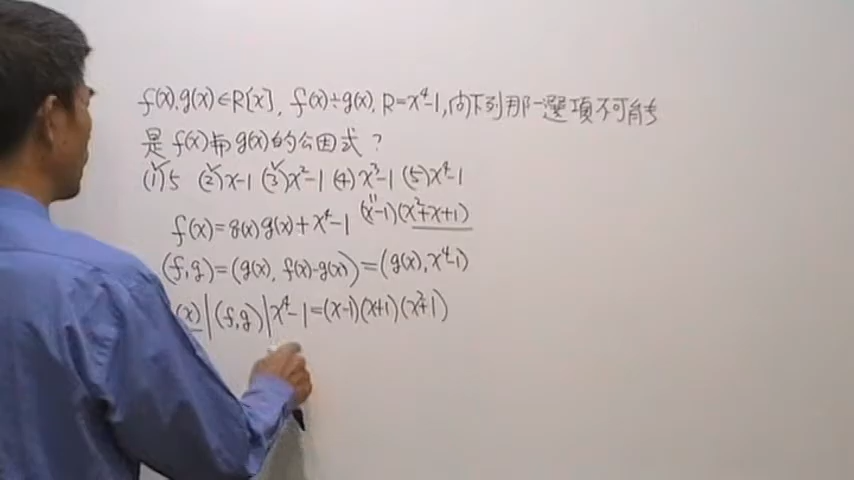 f(x).g(x)∈R[x], f(x)÷g(x), R=x⁴-1,向下列那一選項不可能
是 f(x)與g(x)的公因式?
(1)5 (2)x-1 (3)x²-1 (4)x³-1 (5)x⁴-1
(x-1)(x²+x+1)
f(x)=g(x)q(x)+x⁴-1
(f,g)=(g(x), f(x)-g(x))=(g(x),x⁴-1)
(x)|(f,g)|x⁴-1=(x-1)(x+1)(x²+1)